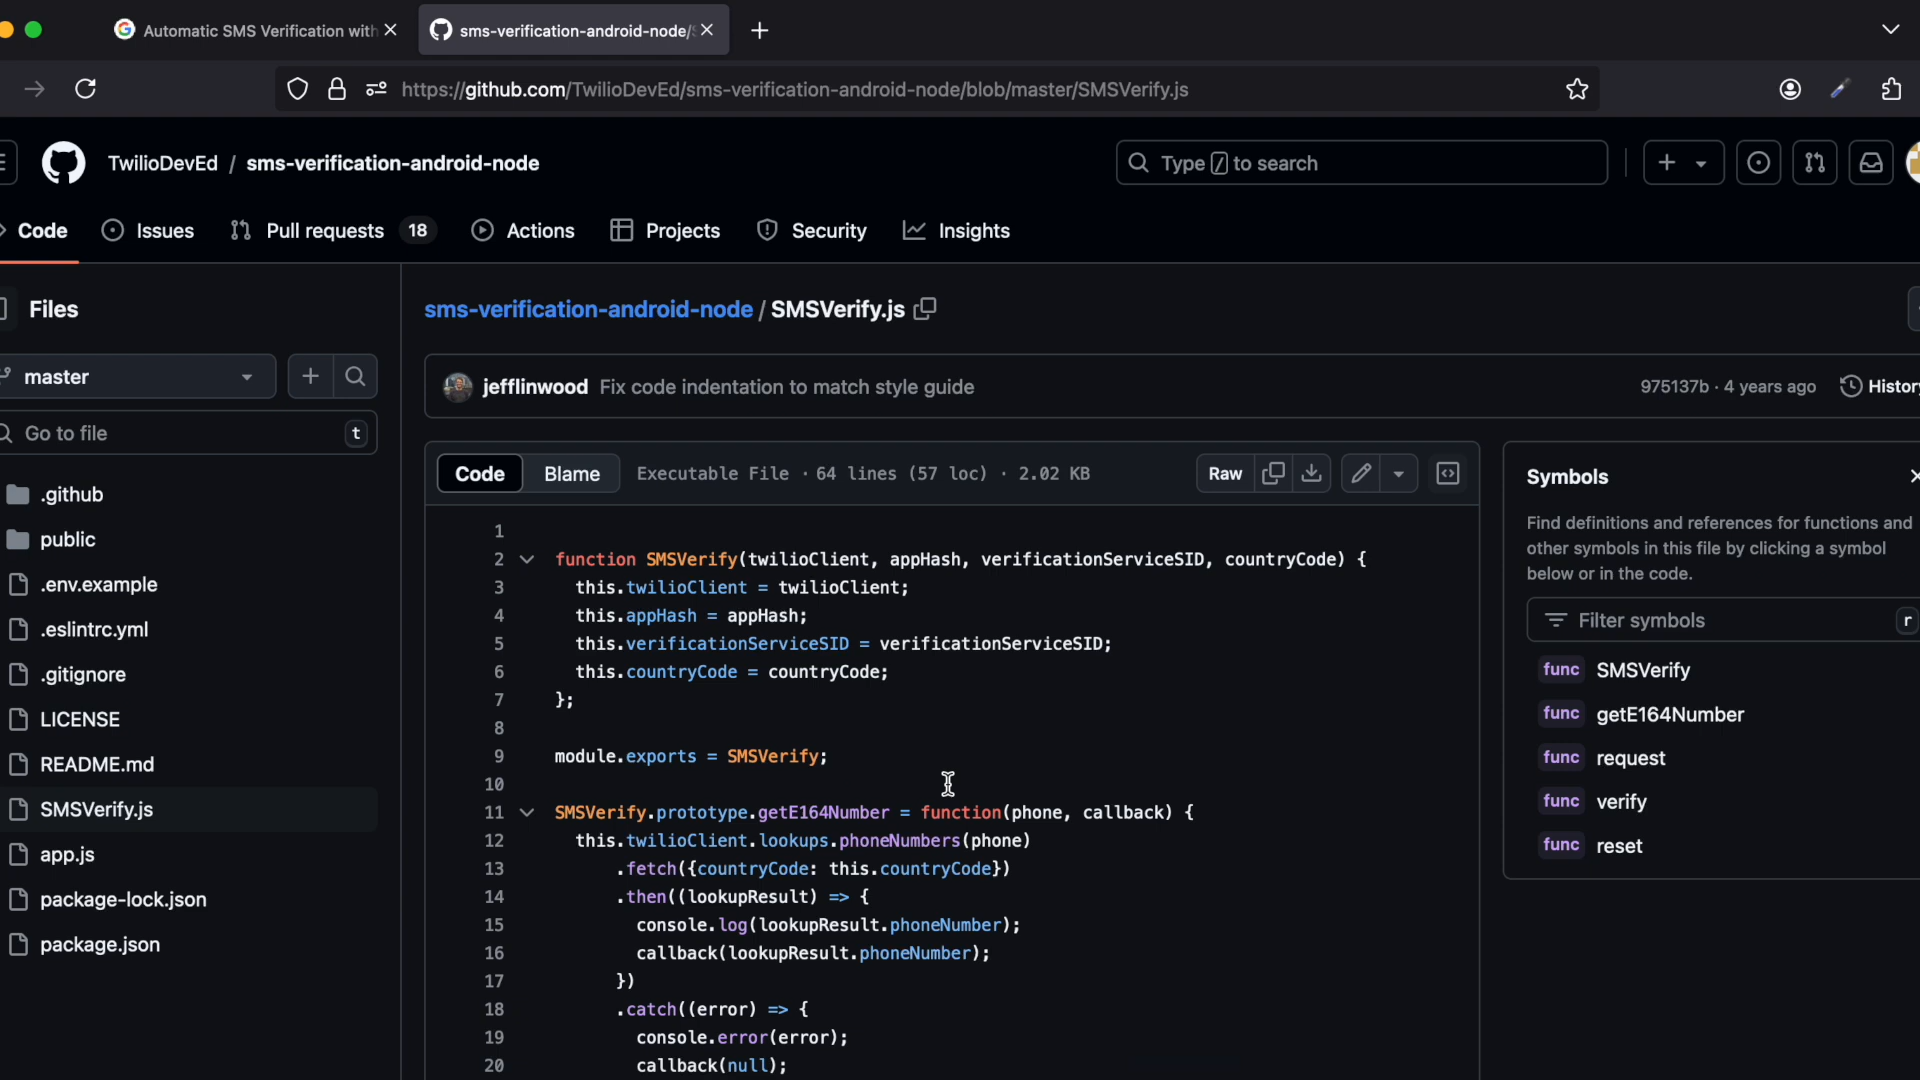 Automatic SMS Verification with
sms-verification-android-node/
https://github.com/TwilioDevEd/sms-verification-android-node/blob/master/SMSVerify.js
TwilioDevEd / sms-verification-android-node
Type / to search
Code Issues Pull requests 18 Actions Projects Security Insights
Files
master
Go to file t
.github
public
.env.example
.eslintrc.yml
.gitignore
LICENSE
README.md
SMSVerify.js
app.js
package-lock.json
package.json
sms-verification-android-node / SMSVerify.js
jefflinwood Fix code indentation to match style guide 975137b · 4 years ago History
Code Blame Executable File · 64 lines (57 loc) · 2.02 KB Raw
1
2 function SMSVerify(twilioClient, appHash, verificationServiceSID, countryCode) {
3 this.twilioClient = twilioClient;
4 this.appHash = appHash;
5 this.verificationServiceSID = verificationServiceSID;
6 this.countryCode = countryCode;
7 };
8
9 module.exports = SMSVerify;
10
11 SMSVerify.prototype.getE164Number = function(phone, callback) {
12 this.twilioClient.lookups.phoneNumbers(phone)
13 .fetch({countryCode: this.countryCode})
14 .then((lookupResult) => {
15 console.log(lookupResult.phoneNumber);
16 callback(lookupResult.phoneNumber);
17 })
18 .catch((error) => {
19 console.error(error);
20 callback(null);
Symbols
Find definitions and references for functions and
other symbols in this file by clicking a symbol
below or in the code.
Filter symbols r
func SMSVerify
func getE164Number
func request
func verify
func reset